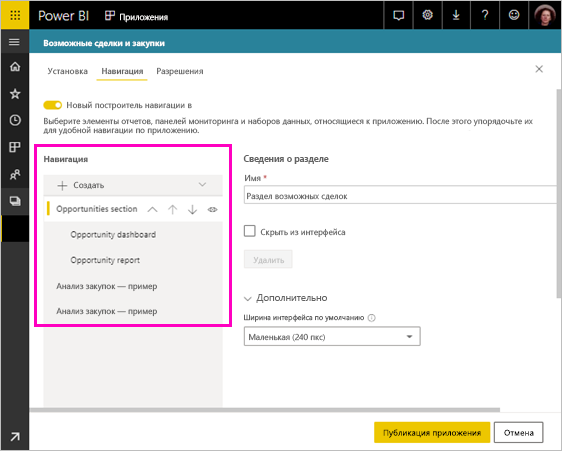 Power BI Приложения ?
Возможные сделки и закупки
Установка Навигация Разрешения
Новый построитель навигации в
Выберите элементы отчетов, панелей мониторинга и наборов данных, относящиеся к приложению. После этого упорядочьте их
для удобной навигации по приложению.
Навигация
Создать
Opportunities section
Opportunity dashboard
Opportunity report
Анализ закупок — пример
Анализ закупок — пример
Сведения о разделе
Имя *
Раздел возможных сделок
Скрыть из интерфейса
Удалить
Дополнительно
Ширина интерфейса по умолчанию
Маленькая (240 пкс)
Публикация приложения Отмена